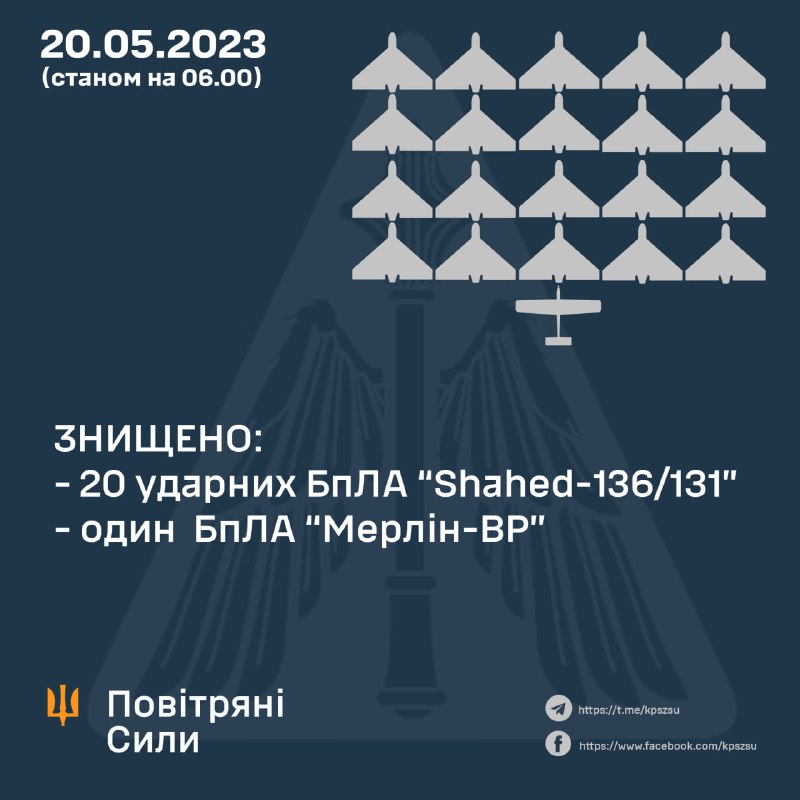 20.05.2023
(станом на 06.00)
ЗНИЩЕНО:
- 20 ударних БпЛА “Shahed-136/131”
- один БпЛА “Мерлін-ВР”
Повітряні
Сили
https://t.me/kpszsu
https://www.facebook.com/kpszsu